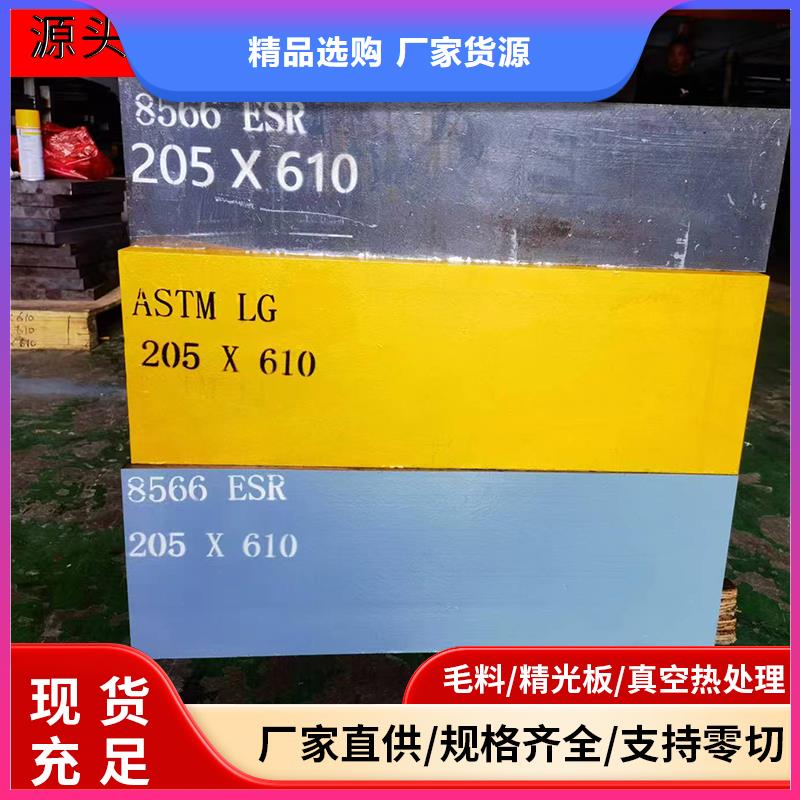 源头
精品选购 厂家货源
8566 ESR
205 X 610
ASTM LG
205 X 610
8566 ESR
205 X 610
现货
充足
毛料/精光板/真空热处理
厂家直供/规格齐全/支持零切